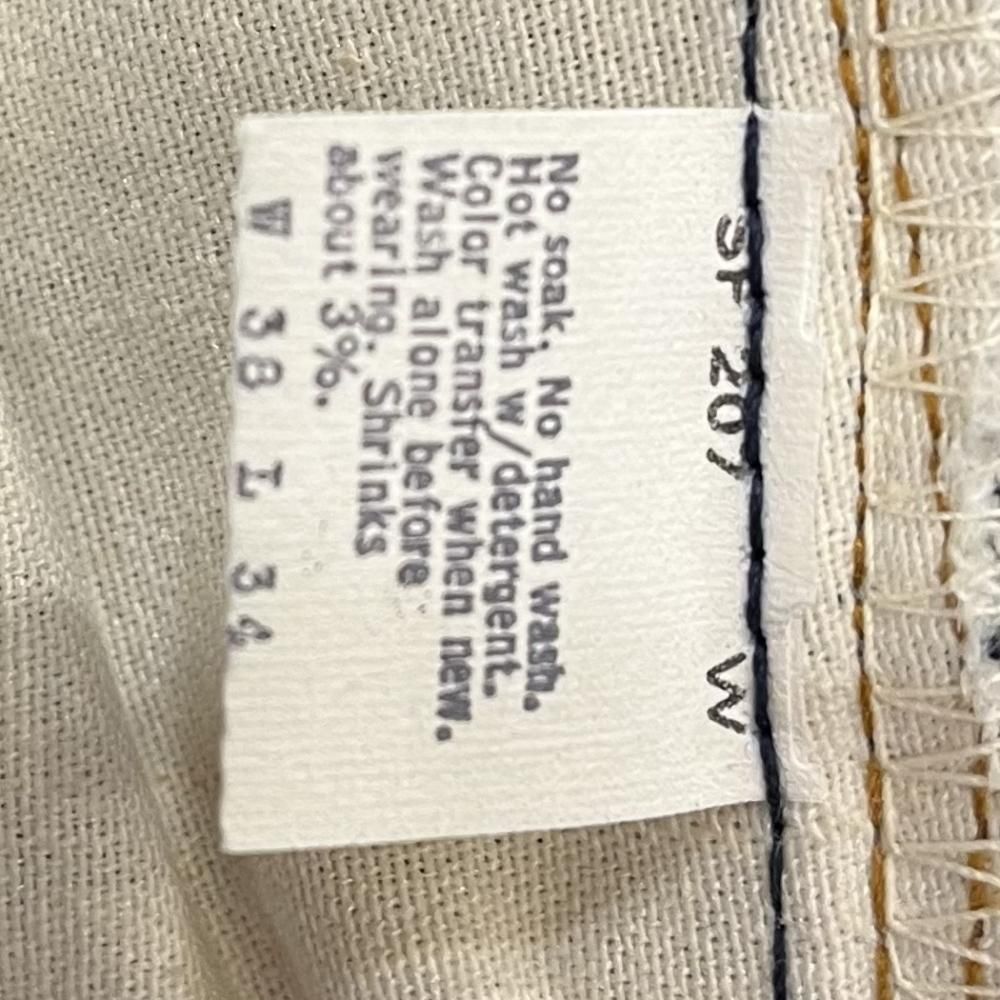 SF 207 W
No soak. No hand wash.
Hot wash w/detergent.
Color transfer when new.
Wash alone before
wearing. Shrinks
about 3%.
W 38 L 34